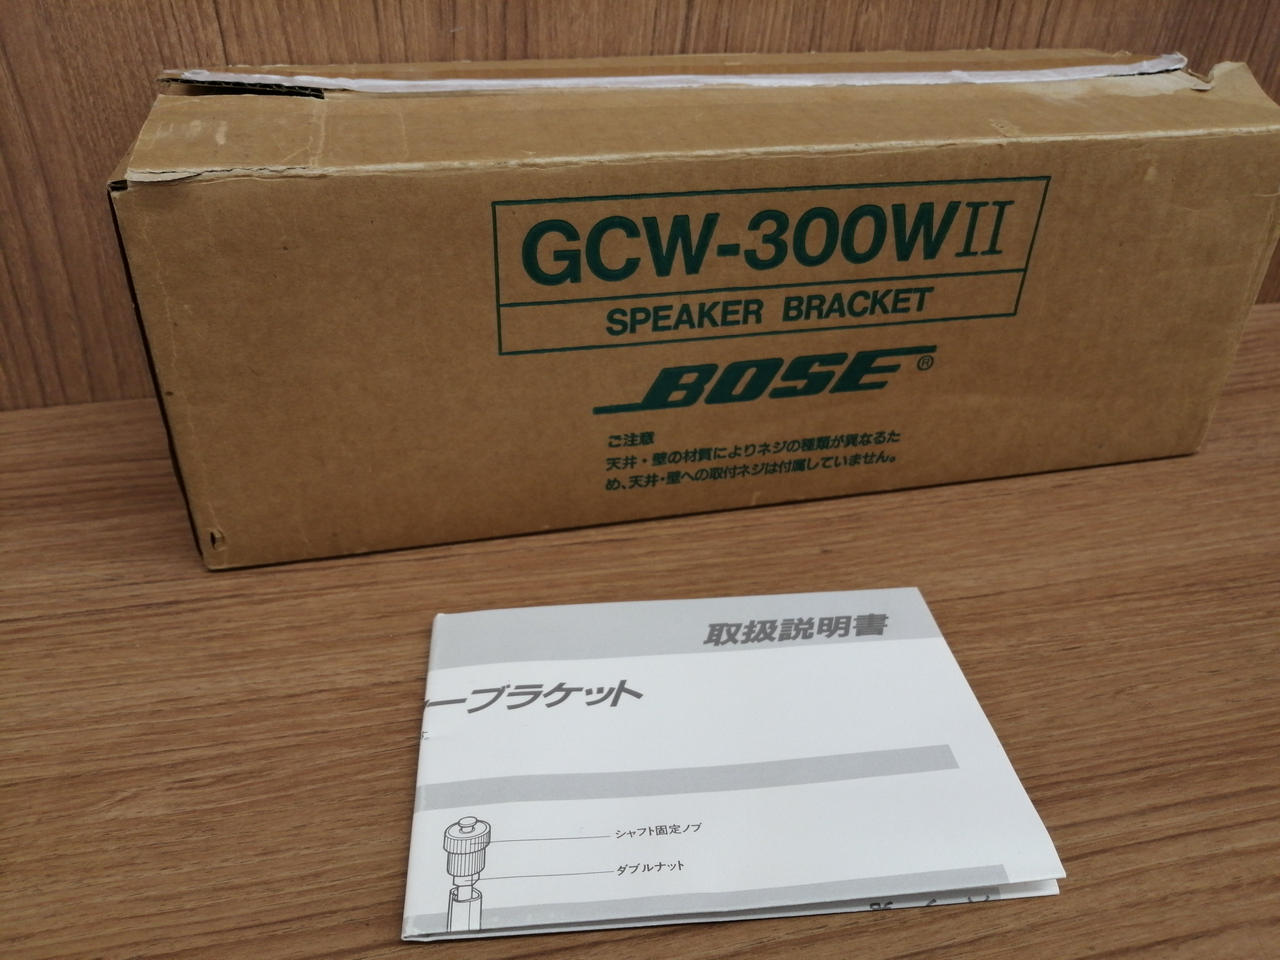 GCW-300WII
SPEAKER BRACKET
BOSE®
ご注意
天井・壁の材質によりネジの種類が異なるた
め、天井・壁への取付ネジは付属していません。
取扱説明書
ーブラケット
シャフト固定ノブ
ダブルナット